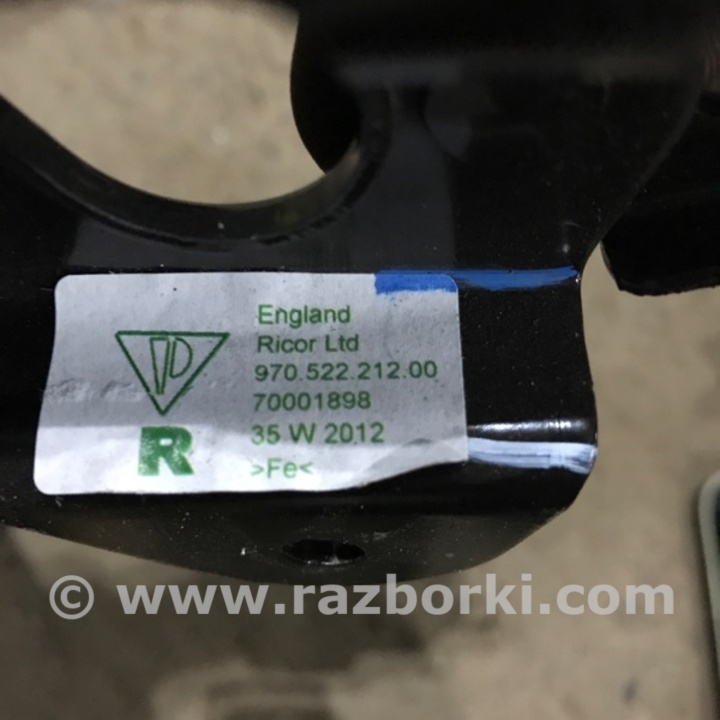 England
Ricor Ltd
970.522.212.00
70001898
35 W 2012
>Fe<
R
© www.razborki.com